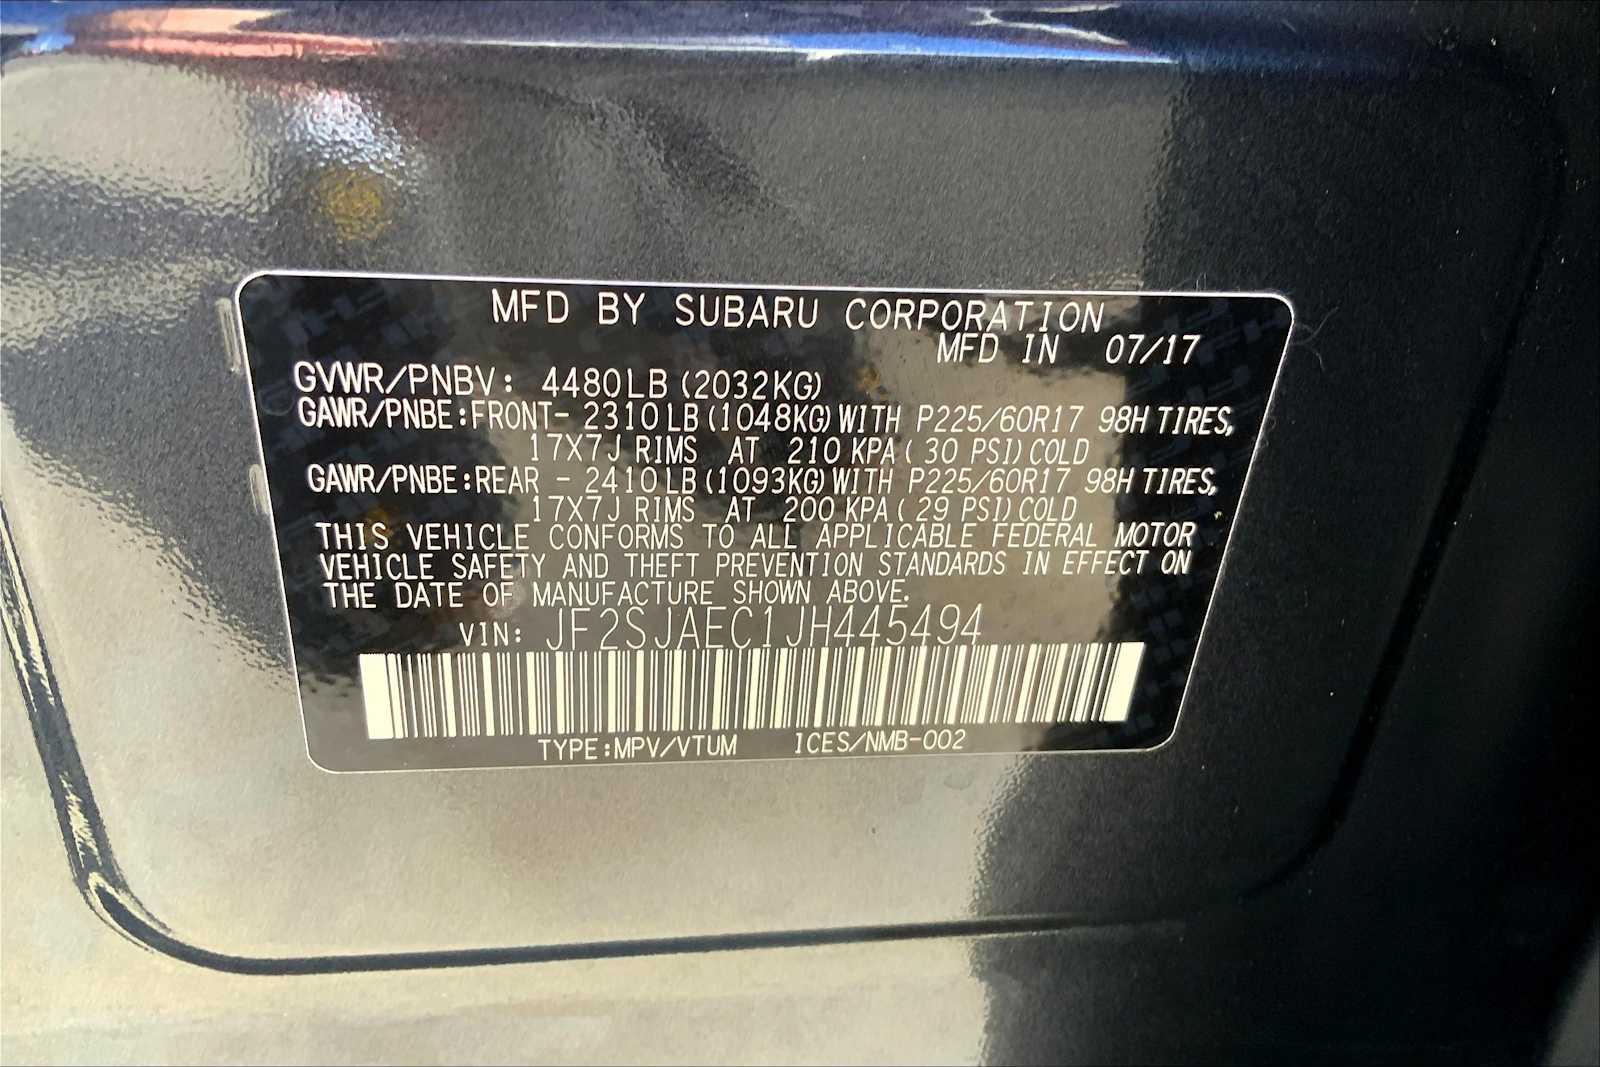 MFD BY SUBARU CORPORATION
MFD IN 07/17
GVWR/PNBV: 4480LB (2032KG)
GAWR/PNBE:FRONT- 2310LB (1048KG) WITH P225/60R17 98H TIRES,
17X7J RIMS AT 210 KPA ( 30 PSI) COLD
GAWR/PNBE:REAR - 2410LB (1093KG) WITH P225/60R17 98H TIRES,
17X7J RIMS AT 200 KPA ( 29 PSI) COLD
THIS VEHICLE CONFORMS TO ALL APPLICABLE FEDERAL MOTOR
VEHICLE SAFETY AND THEFT PREVENTION STANDARDS IN EFFECT ON
THE DATE OF MANUFACTURE SHOWN ABOVE.
VIN: JF2SJAEC1JH445494
TYPE:MPV/VTUM ICES/NMB-002